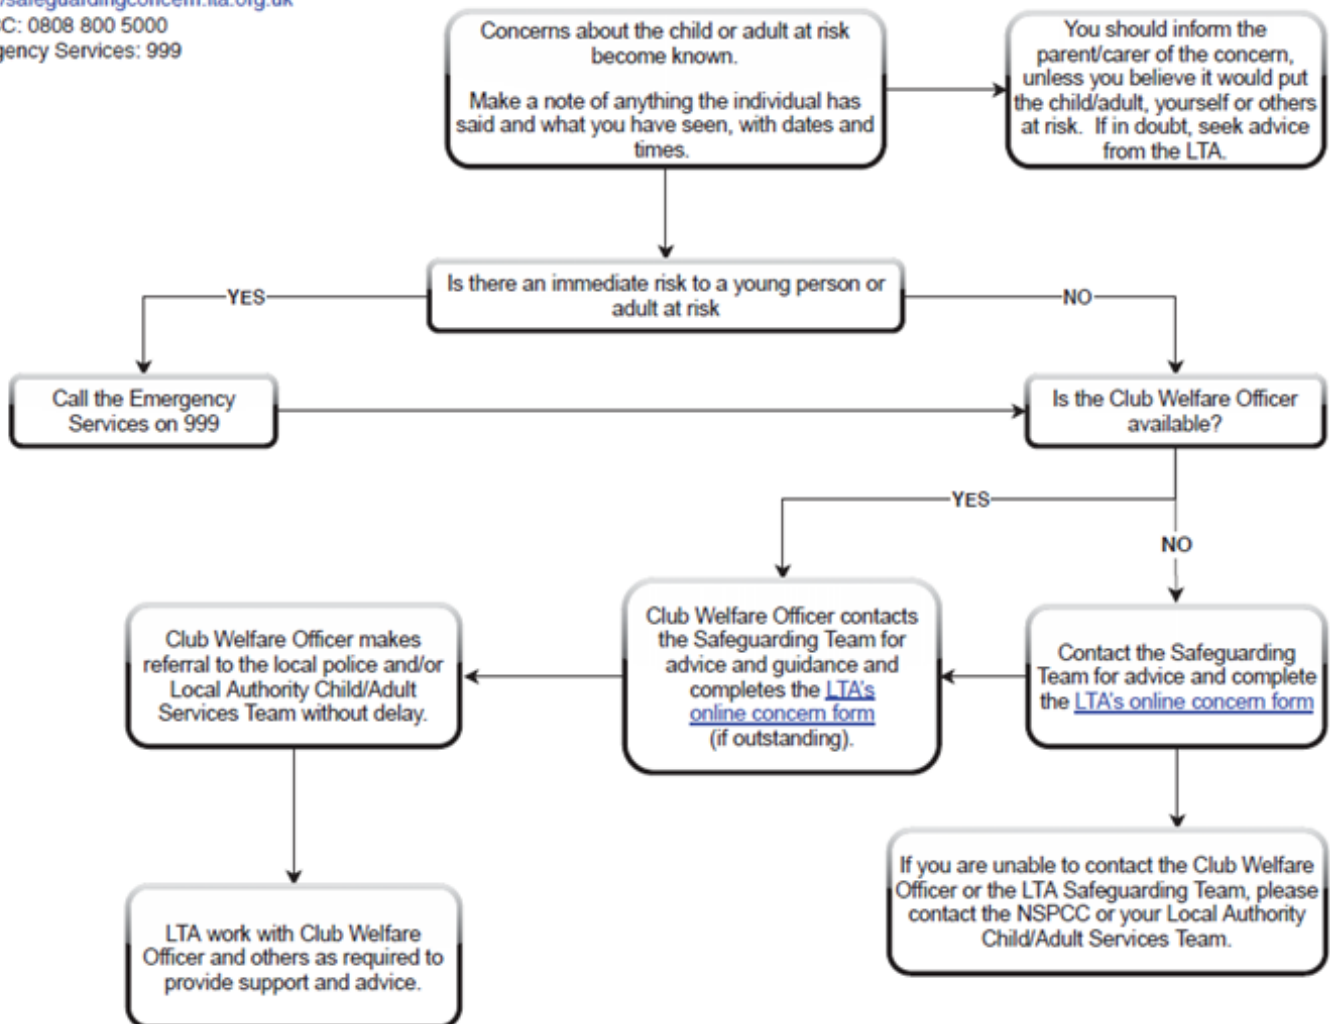 /safeguardingconcern.lta.org.uk
C: 0808 800 5000
gency Services: 999
Concerns about the child or adult at risk
become known.
Make a note of anything the individual has
said and what you have seen, with dates and
times.
You should inform the
parent/carer of the concern,
unless you believe it would put
the child/adult, yourself or others
at risk. If in doubt, seek advice
from the LTA.
Is there an immediate risk to a young person or
adult at risk
YES
NO
Call the Emergency
Services on 999
Is the Club Welfare Officer
available?
YES
NO
Club Welfare Officer makes
referral to the local police and/or
Local Authority Child/Adult
Services Team without delay.
Club Welfare Officer contacts
the Safeguarding Team for
advice and guidance and
completes the LTA's
online concern form
(if outstanding).
Contact the Safeguarding
Team for advice and complete
the LTA's online concern form
LTA work with Club Welfare
Officer and others as required to
provide support and advice.
If you are unable to contact the Club Welfare
Officer or the LTA Safeguarding Team, please
contact the NSPCC or your Local Authority
Child/Adult Services Team.